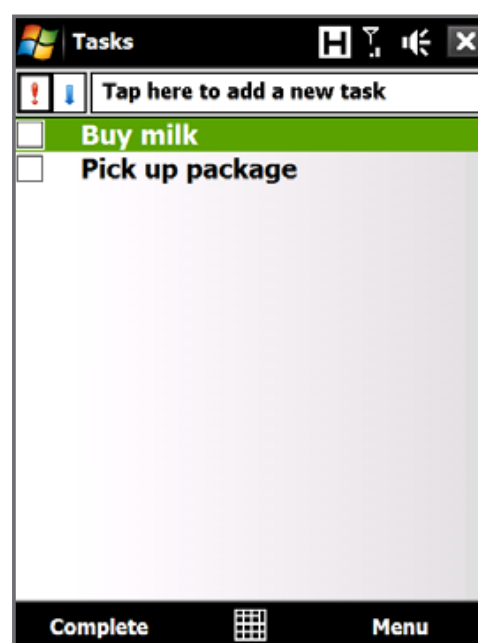 Tasks H
! Tap here to add a new task
Buy milk
Pick up package
Complete Menu